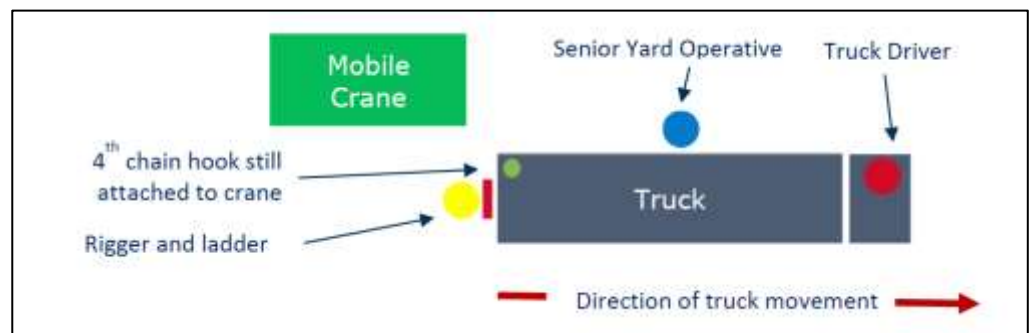 Mobile
Crane
Senior Yard Operative
Truck Driver
4th chain hook still
attached to crane
Rigger and ladder
Truck
Direction of truck movement